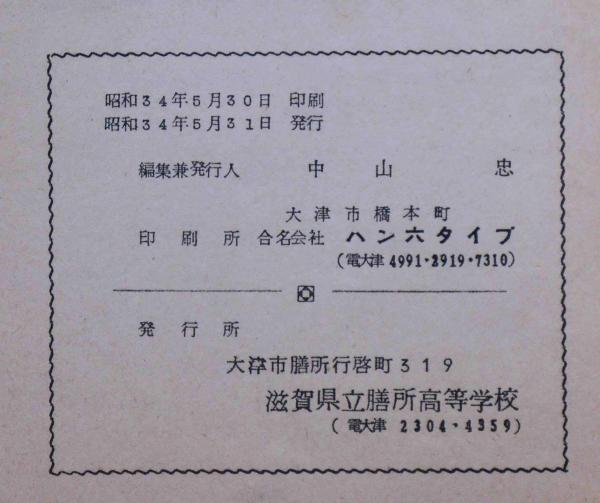 昭和34年5月30日 印刷
昭和34年5月31日 発行
編集兼発行人 中山忠
大津市橋本町
印刷所 合名会社 ハン六タイプ
(電大津 4991・2919・7310)
発行所
大津市膳所行啓町319
滋賀県立膳所高等学校
(電大津 2304・4359)